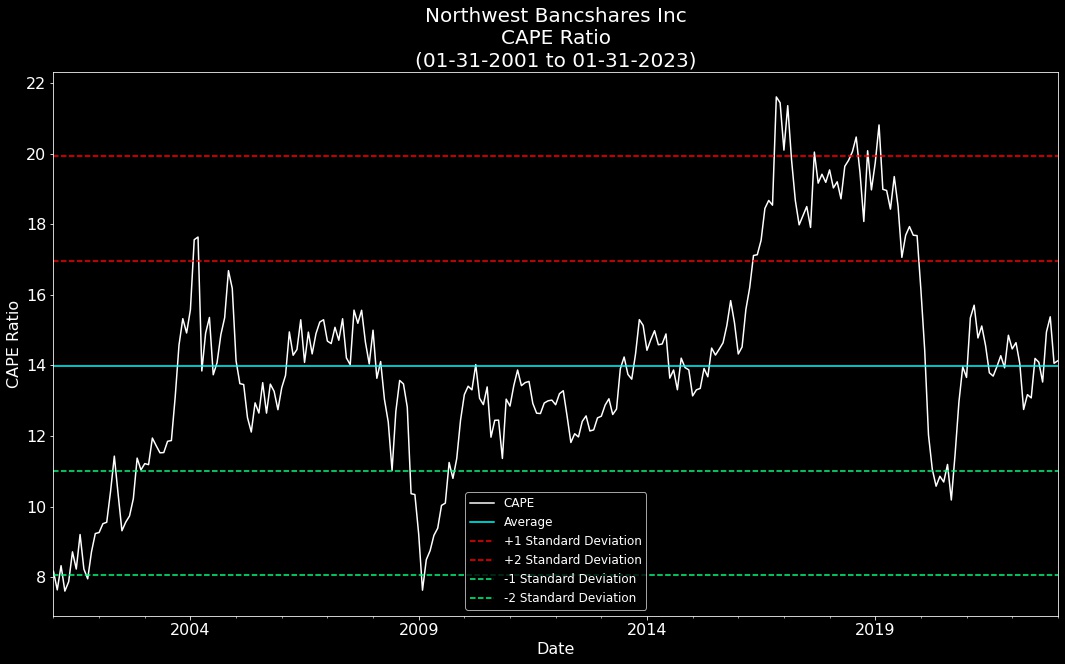 Northwest Bancshares Inc
CAPE Ratio
(01-31-2001 to 01-31-2023)
CAPE Ratio
22
20
18
16
14
12
10
8
CAPE
Average
+1 Standard Deviation
+2 Standard Deviation
-1 Standard Deviation
-2 Standard Deviation
2004
2009
2014
2019
Date